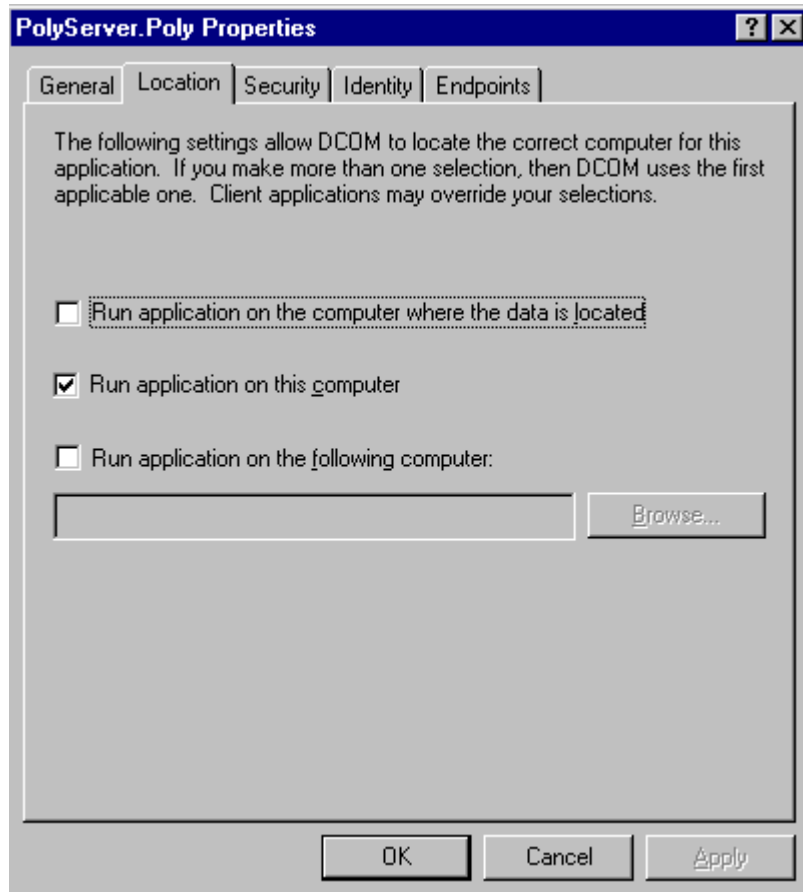 PolyServer.Poly Properties
General Location Security Identity Endpoints
The following settings allow DCOM to locate the correct computer for this
application. If you make more than one selection, then DCOM uses the first
applicable one. Client applications may override your selections.
Run application on the computer where the data is located
Run application on this computer
Run application on the following computer:
Browse...
OK Cancel Apply